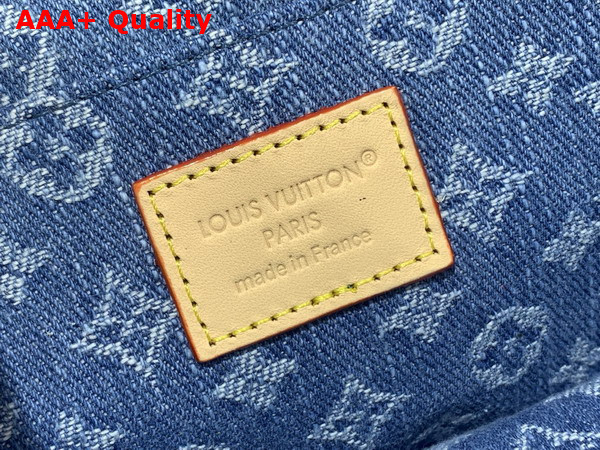 AAA+ Quality
LOUIS VUITTON®
PARIS
made in France